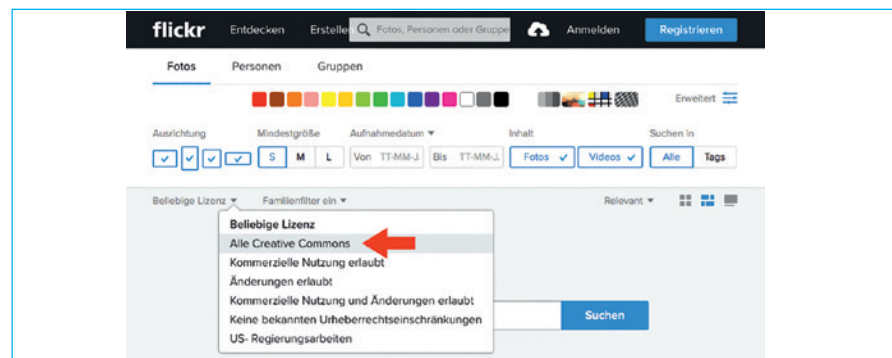 flickr Entdecken Erstelle Fotos, Personen oder Gruppe Anmelden Registrieren
Fotos Personen Gruppen
Erweitert
Ausrichtung Mindestgröße Aufnahmedatum Inhalt Suchen in
S M L Von TT-MM-J. Bis TT-MM-J. Fotos Videos Alle Tags
Beliebige Lizenz Familienfilter ein Relevant
Beliebige Lizenz
Alle Creative Commons
Kommerzielle Nutzung erlaubt
Änderungen erlaubt
Kommerzielle Nutzung und Änderungen erlaubt
Keine bekannten Urheberrechtseinschränkungen
US- Regierungsarbeiten
Suchen